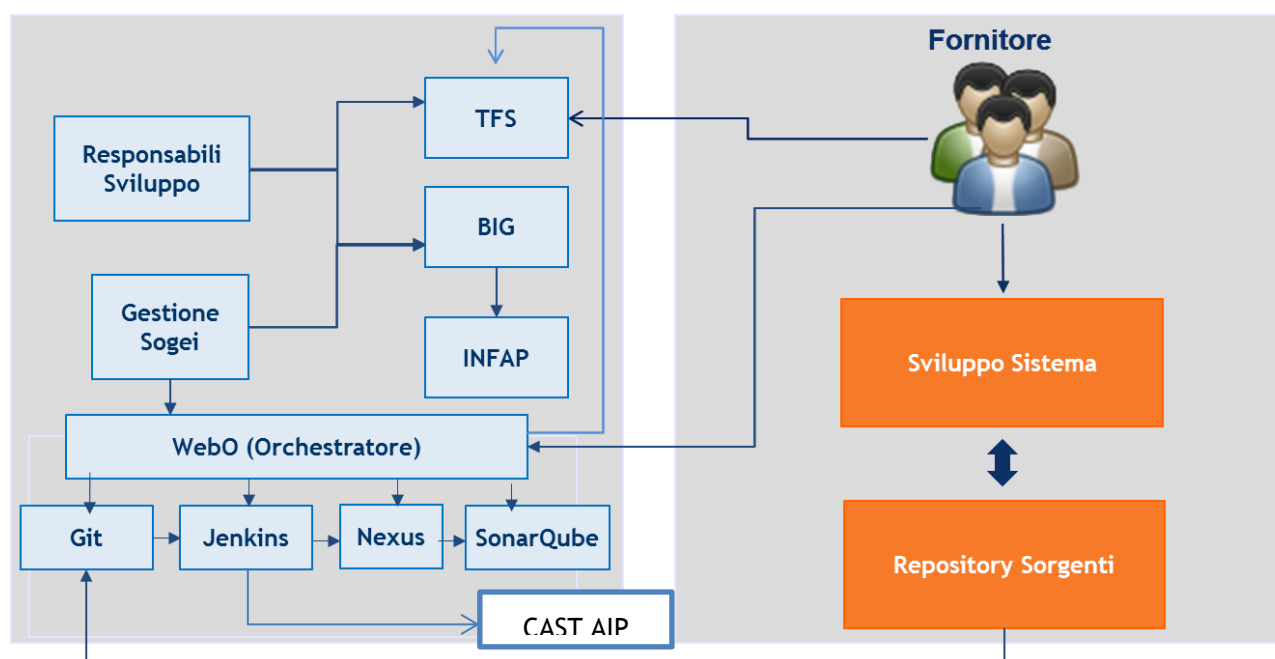 Fornitore
TFS
Responsabili
Sviluppo
BIG
Gestione
Sogei
INFAP
Sviluppo Sistema
WebO (Orchestratore)
Git
Jenkins
Nexus
SonarQube
Repository Sorgenti
CAST AIP